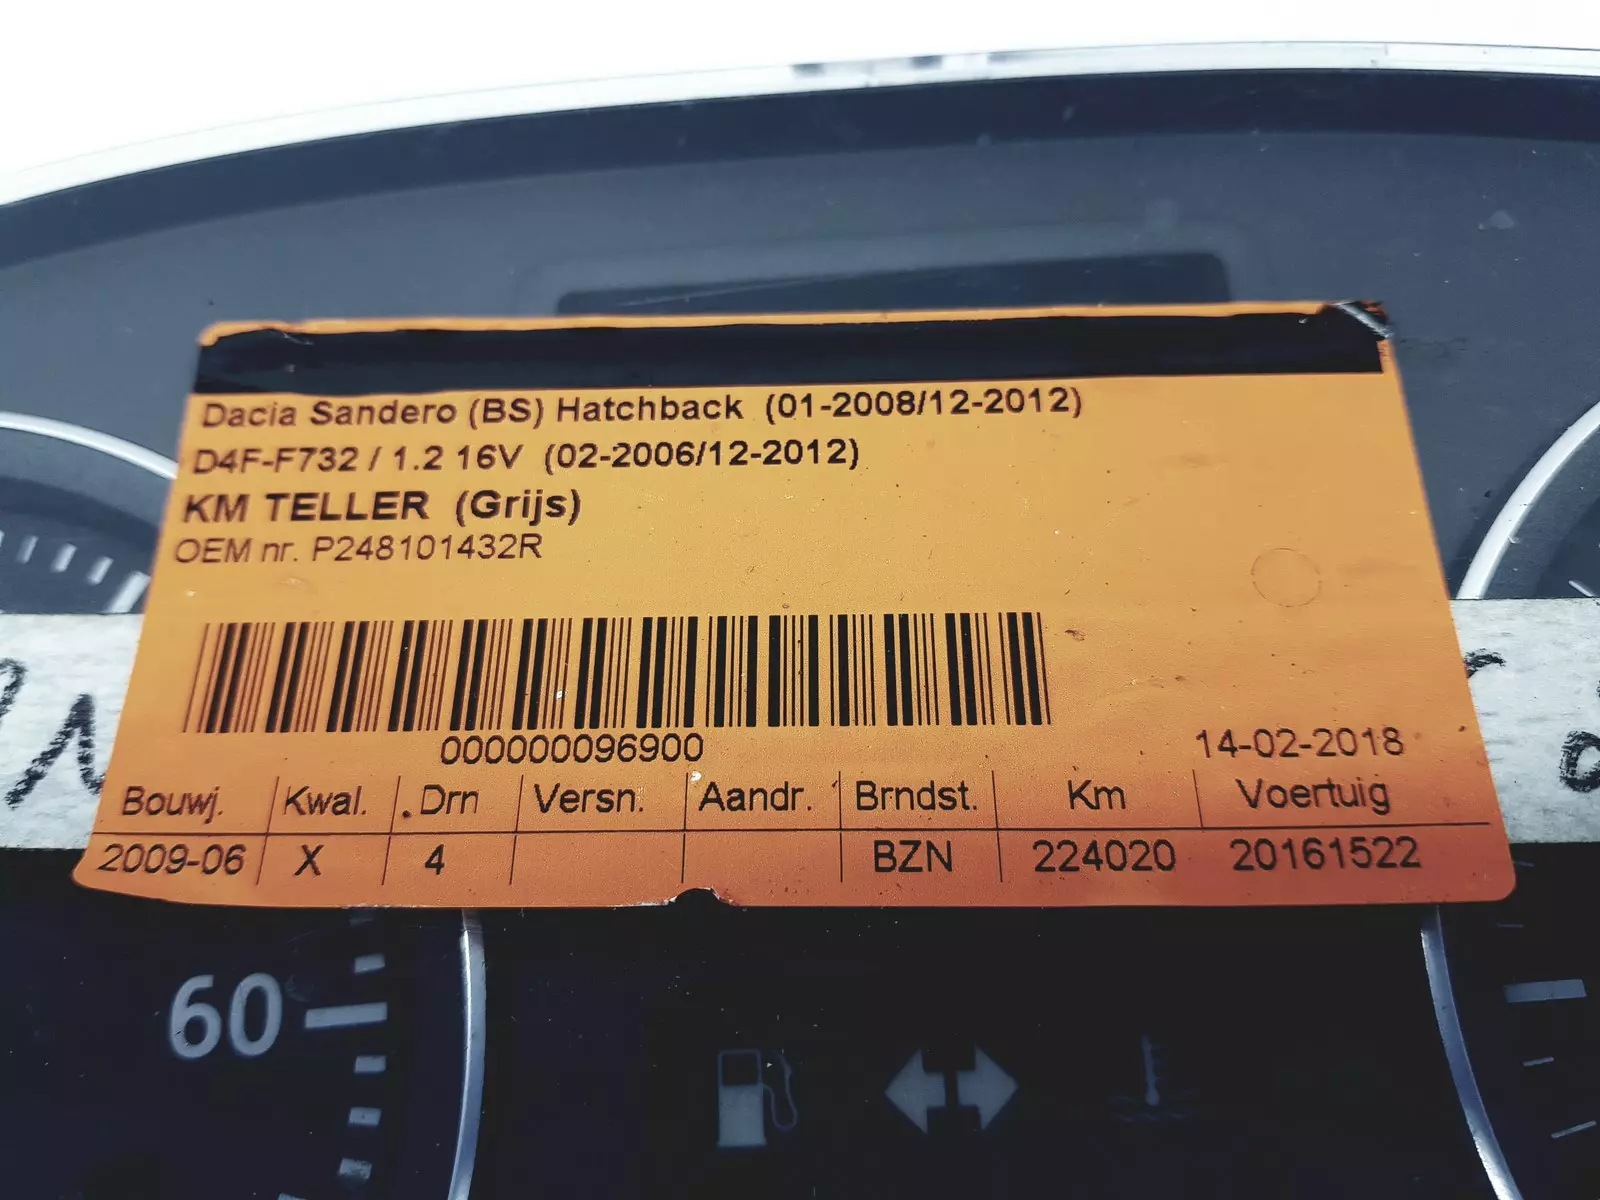 Dacia Sandero (BS) Hatchback (01-2008/12-2012)
D4F-F732 / 1.2 16V (02-2006/12-2012)
KM TELLER (Grijs)
OEM nr. P248101432R
000000096900
14-02-2018
Bouwj. Kwal. Drn Versn. Aandr. Brndst. Km Voertuig
2009-06 X 4 BZN 224020 20161522
60